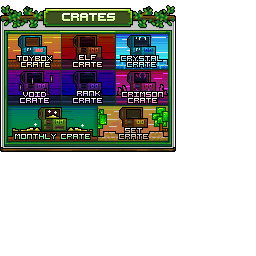 CRATES
TOYBOX CRATE
ELF CRATE
CRYSTAL CRATE
VOID CRATE
RANK CRATE
CRIMSON CRATE
MONTHLY CRATE
SET CRATE